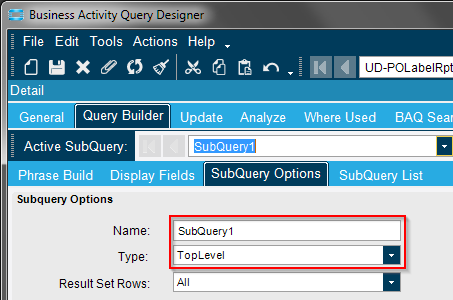 Business Activity Query Designer
File Edit Tools Actions Help
UD-POLabelRpt
Detail
General Query Builder Update Analyze Where Used BAQ Sear
Active SubQuery: SubQuery1
Phrase Build Display Fields SubQuery Options SubQuery List
Subquery Options
Name: SubQuery1
Type: TopLevel
Result Set Rows: All